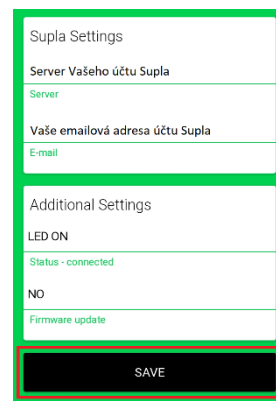 Supla Settings
Server Vašeho účtu Supla
Server
Vaše emailová adresa účtu Supla
E-mail
Additional Settings
LED ON
Status - connected
NO
Firmware update
SAVE